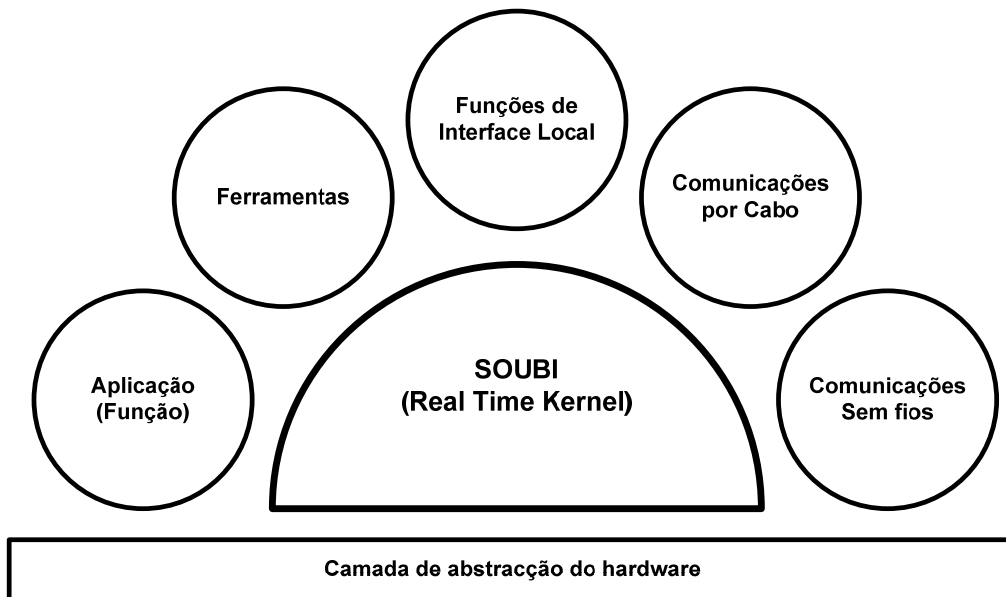 Funções de
Interface Local
Ferramentas
Comunicações
por Cabo
Aplicação
(Função)
SOUBI
(Real Time Kernel)
Comunicações
Sem fios
Camada de abstracção do hardware